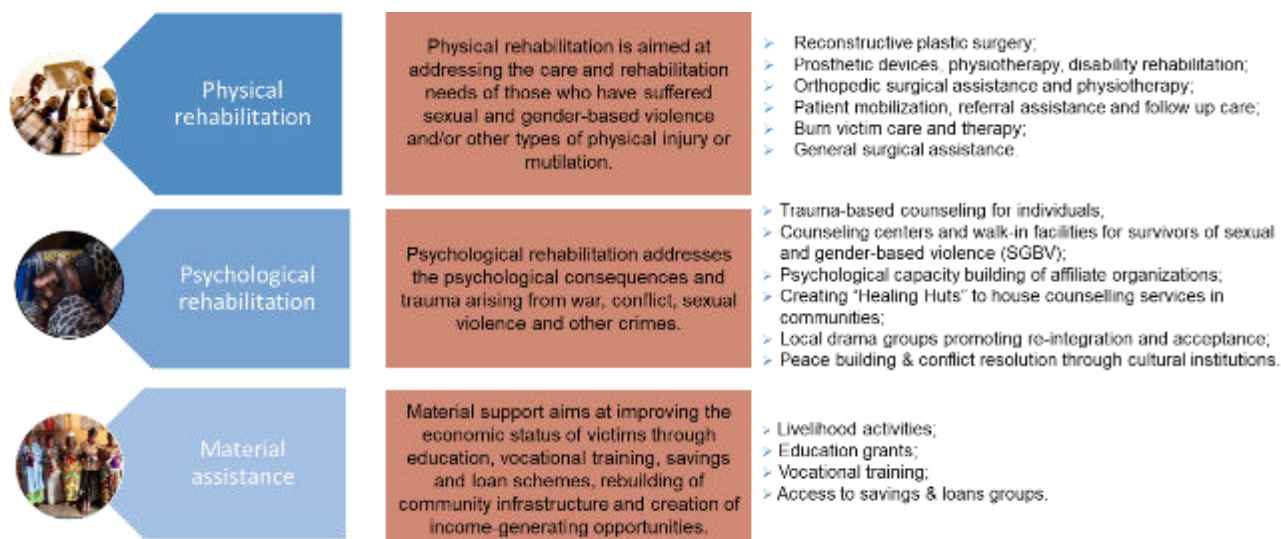 Physical
rehabilitation
Physical rehabilitation is aimed at
addressing the care and rehabilitation
needs of those who have suffered
sexual and gender-based violence
and/or other types of physical injury or
mutilation.
➢ Reconstructive plastic surgery;
➢ Prosthetic devices, physiotherapy, disability rehabilitation;
➢ Orthopedic surgical assistance and physiotherapy;
➢ Patient mobilization, referral assistance and follow up care;
➢ Burn victim care and therapy;
➢ General surgical assistance.
Psychological
rehabilitation
Psychological rehabilitation addresses
the psychological consequences and
trauma arising from war, conflict, sexual
violence and other crimes.
➢ Trauma-based counseling for individuals;
➢ Counseling centers and walk-in facilities for survivors of sexual
and gender-based violence (SGBV);
➢ Psychological capacity building of affiliate organizations;
➢ Creating “Healing Huts” to house counselling services in
communities;
➢ Local drama groups promoting re-integration and acceptance;
➢ Peace building & conflict resolution through cultural institutions.
Material
assistance
Material support aims at improving the
economic status of victims through
education, vocational training, savings
and loan schemes, rebuilding of
community infrastructure and creation of
income-generating opportunities.
➢ Livelihood activities;
➢ Education grants;
➢ Vocational training;
➢ Access to savings & loans groups.